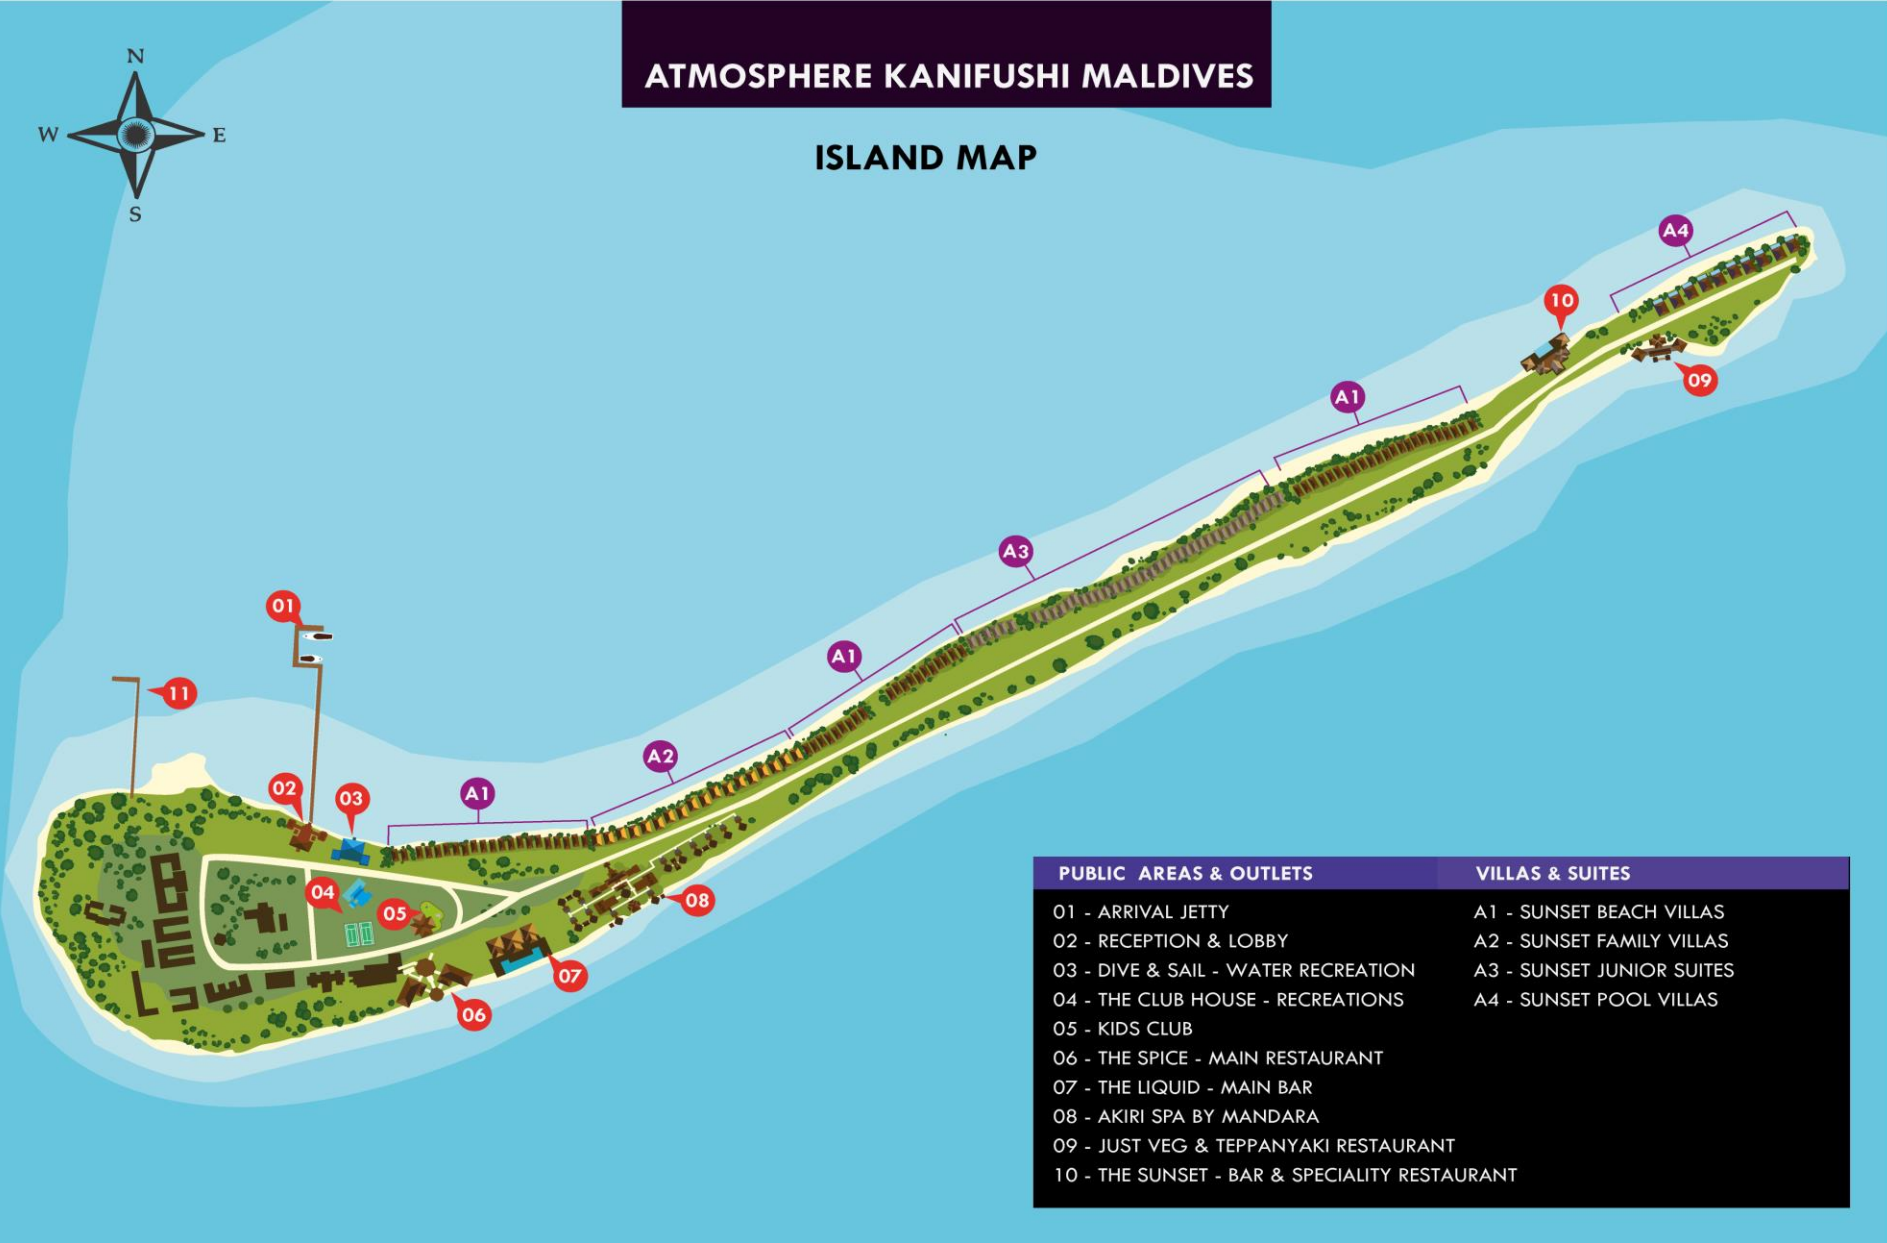 ATMOSPHERE KANIFUSHI MALDIVES
ISLAND MAP
N
W E
S
A4
10
09
A1
A3
01
A1
11
A2
02
03
A1
04
05
08
07
06
PUBLIC AREAS & OUTLETS
01 - ARRIVAL JETTY
02 - RECEPTION & LOBBY
03 - DIVE & SAIL - WATER RECREATION
04 - THE CLUB HOUSE - RECREATIONS
05 - KIDS CLUB
06 - THE SPICE - MAIN RESTAURANT
07 - THE LIQUID - MAIN BAR
08 - AKIRI SPA BY MANDARA
09 - JUST VEG & TEPPANYAKI RESTAURANT
10 - THE SUNSET - BAR & SPECIALITY RESTAURANT
VILLAS & SUITES
A1 - SUNSET BEACH VILLAS
A2 - SUNSET FAMILY VILLAS
A3 - SUNSET JUNIOR SUITES
A4 - SUNSET POOL VILLAS